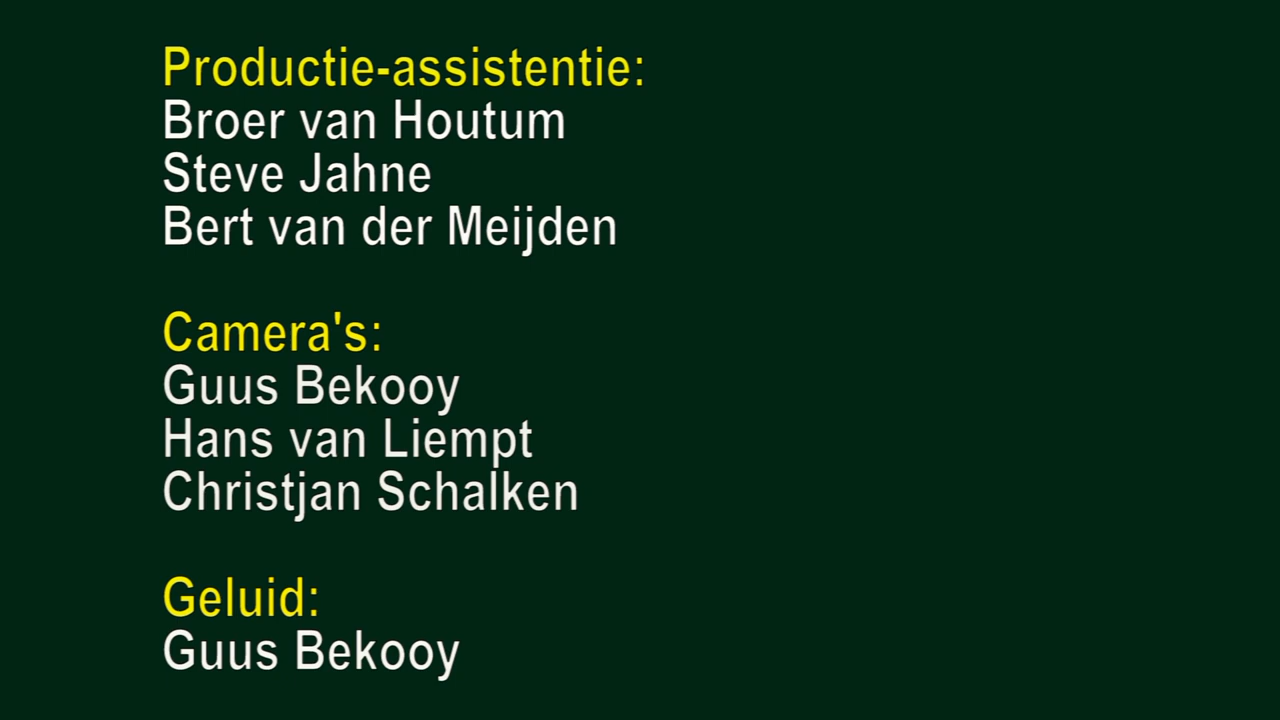 Productie-assistentie:
Broer van Houtum
Steve Jahne
Bert van der Meijden
Camera's:
Guus Bekooy
Hans van Liempt
Christjan Schalken
Geluid:
Guus Bekooy